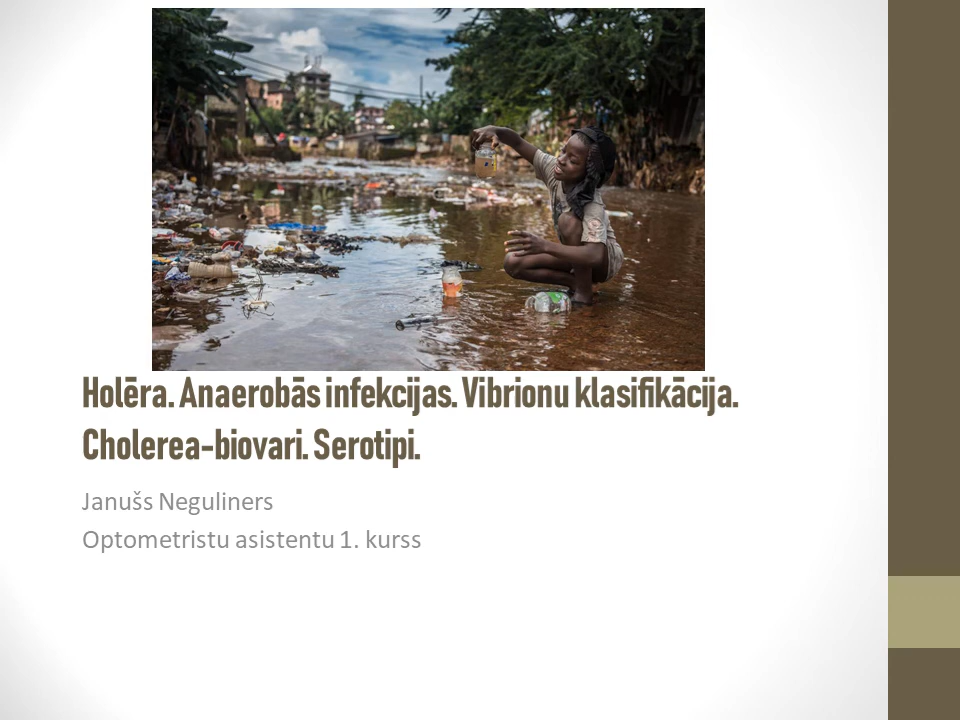 Holēra. Anaerobās infekcijas. Vibrionu klasifikācija.
Cholerea-biovari. Serotipi.
Janušs Neguliners
Optometristu asistentu 1. kurss